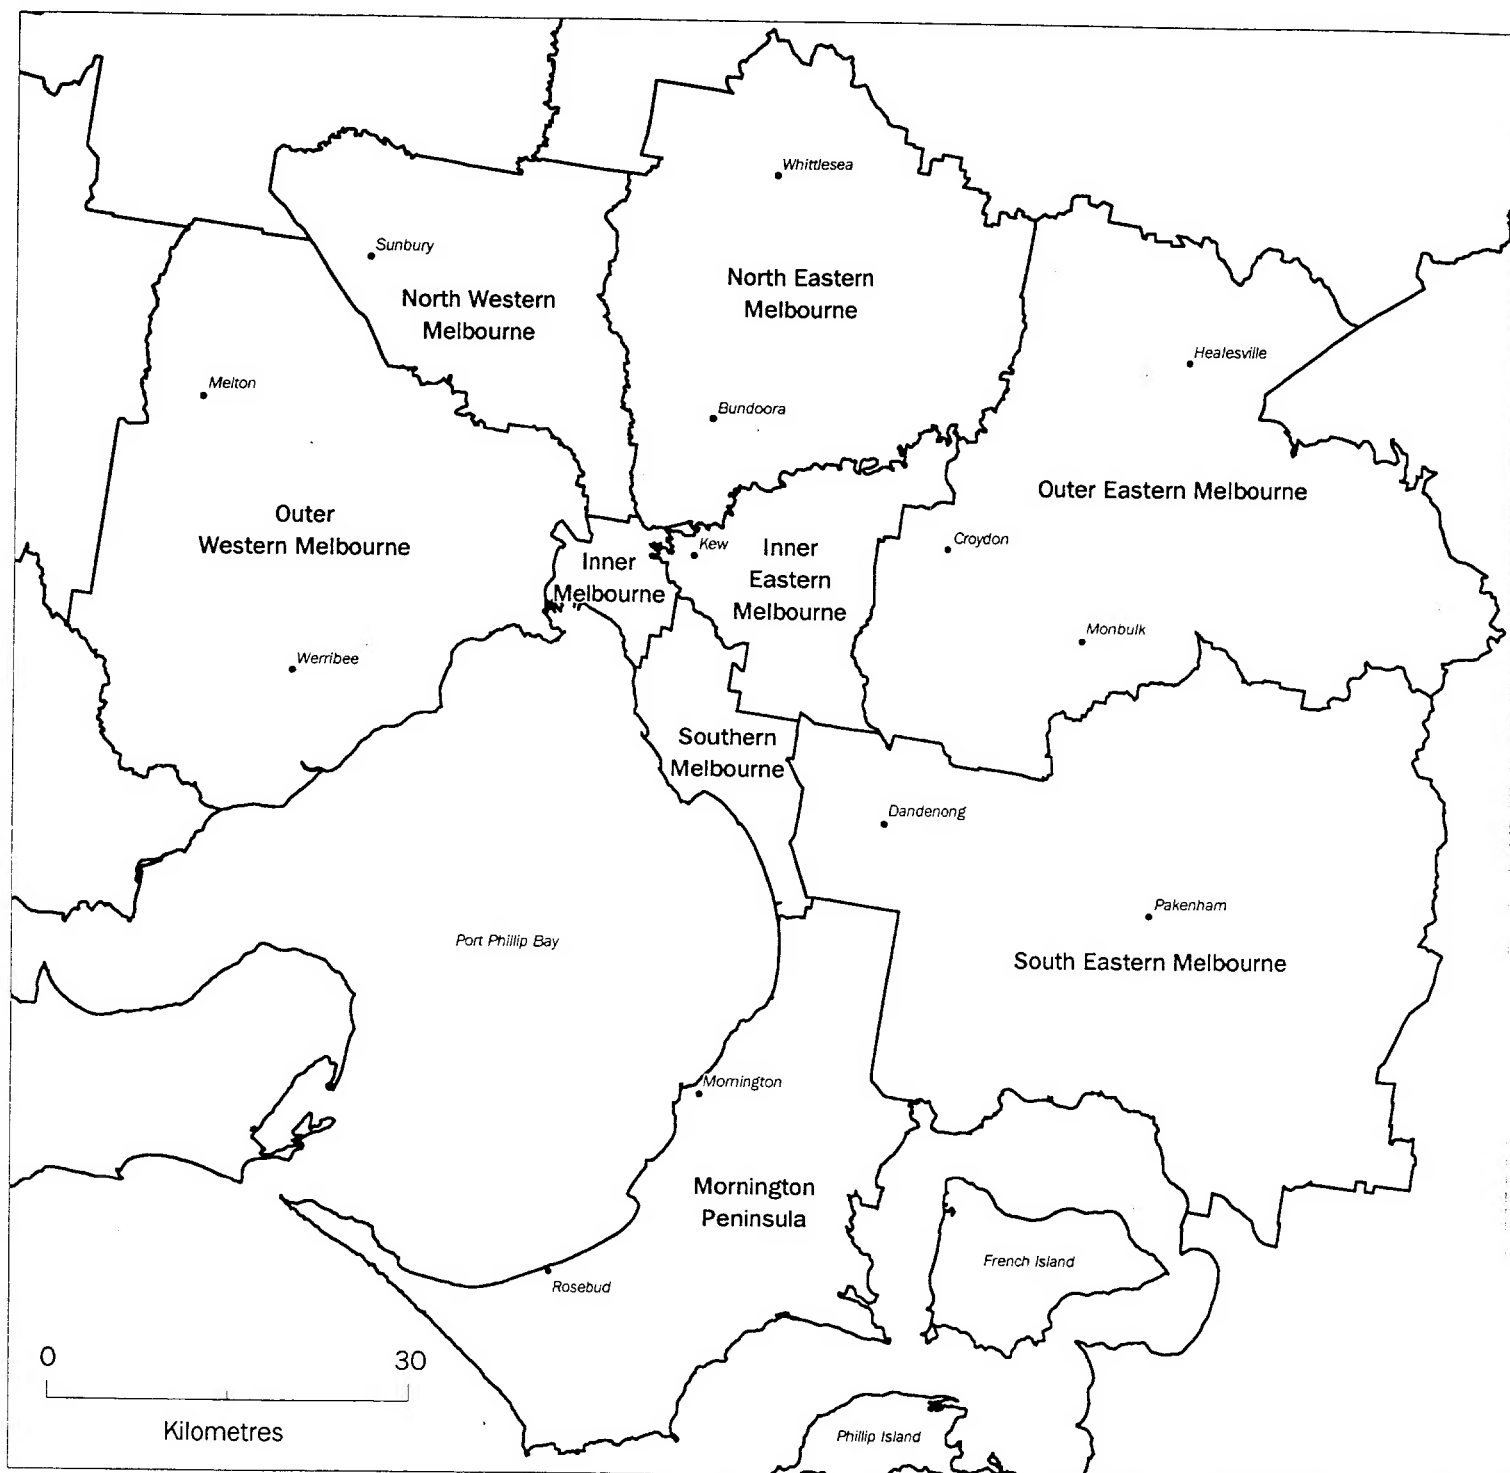 Whittlesea
Sunbury
North Eastern
Melbourne
North Western
Melbourne
Healesville
Melton
Bundoora
Outer Eastern Melbourne
Outer
Western Melbourne
Croydon
Kew
Inner
Eastern
Melbourne
Inner
Melbourne
Monbulk
Werribee
Southern
Melbourne
Dandenong
Pakenham
Port Phillip Bay
South Eastern Melbourne
Mornington
Mornington
Peninsula
French Island
Rosebud
0 30
Kilometres
Phillip Island